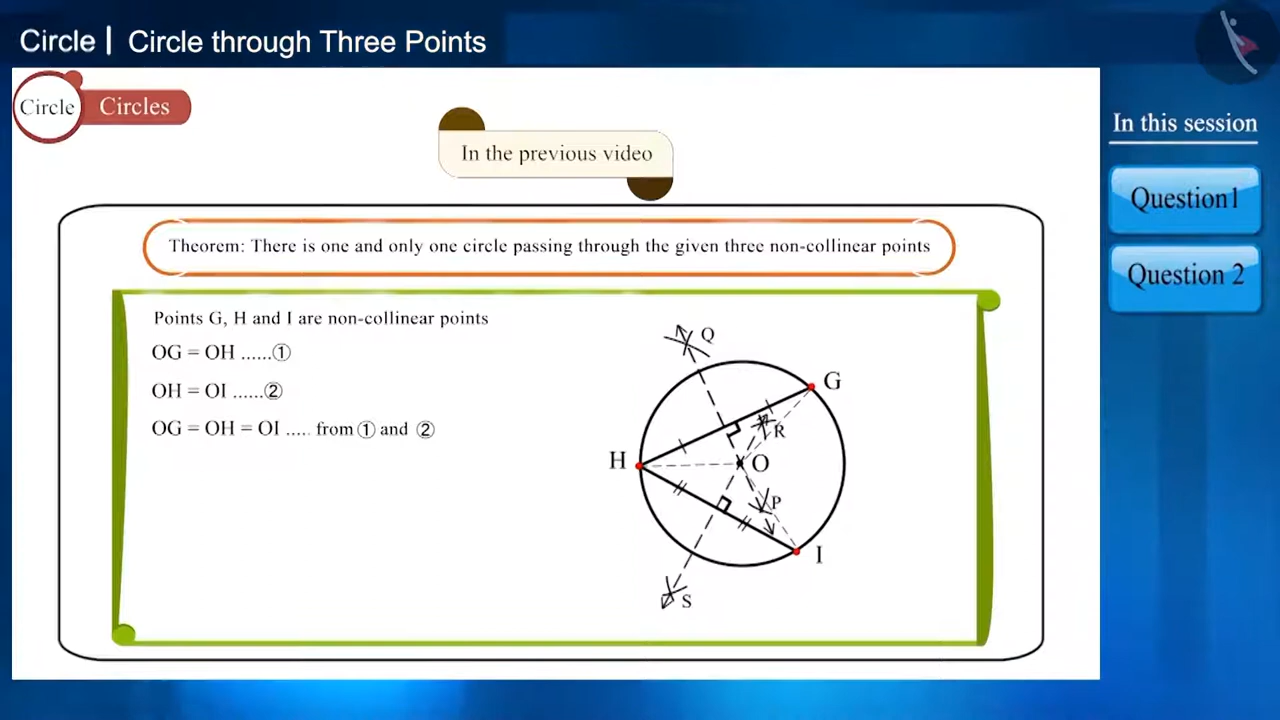 Circle | Circle through Three Points
Circle
Circles
In the previous video
In this session
Question1
Question 2
Theorem: There is one and only one circle passing through the given three non-collinear points
Points G, H and I are non-collinear points
OG = OH ......①
OH = OI ......②
OG = OH = OI ..... from ① and ②
Q
G
R
H
O
P
I
S